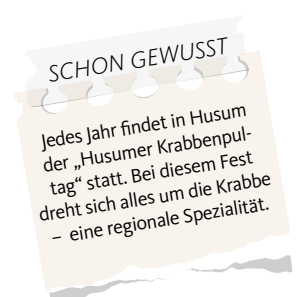 SCHON GEWUSST
Jedes Jahr findet in Husum
der „Husumer Krabbenpul-
tag“ statt. Bei diesem Fest
dreht sich alles um die Krabbe
– eine regionale Spezialität.